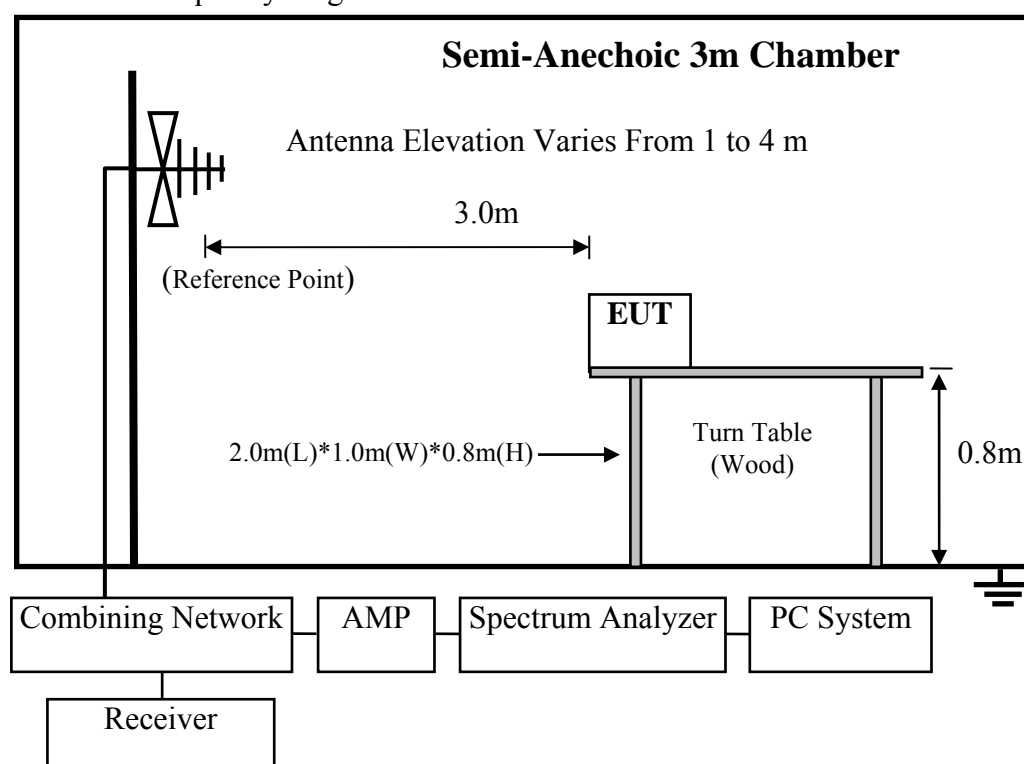 Semi-Anechoic 3m Chamber
Antenna Elevation Varies From 1 to 4 m
3.0m
(Reference Point)
EUT
2.0m(L)*1.0m(W)*0.8m(H)
Turn Table
(Wood)
0.8m
Combining Network
AMP
Spectrum Analyzer
PC System
Receiver